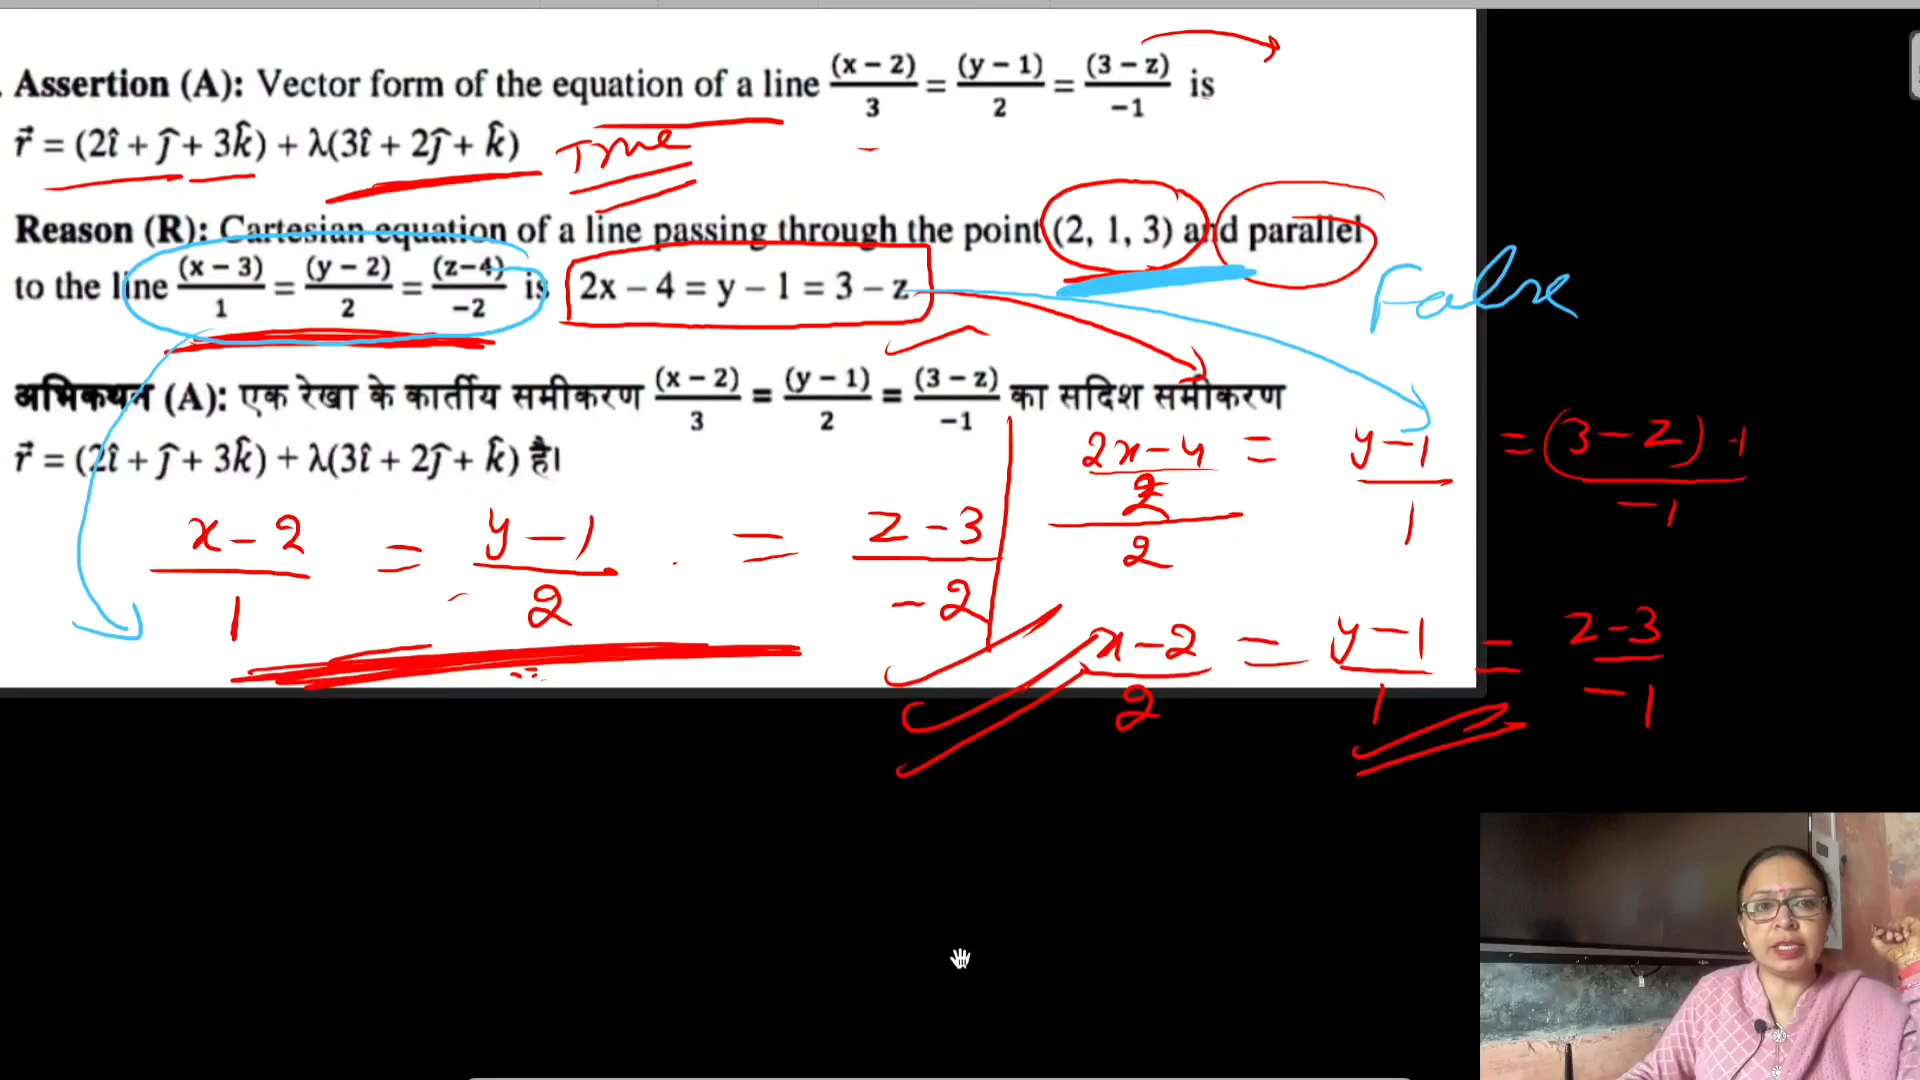 . Assertion (A): Vector form of the equation of a line (x − 2)/3 = (y − 1)/2 = (3 − z)/−1 is
r⃗ = (2î + ĵ + 3k̂) + λ(3î + 2ĵ + k̂) True
Reason (R): Cartesian equation of a line passing through the point (2, 1, 3) and parallel
to the line (x − 3)/1 = (y − 2)/2 = (z−4)/−2 is 2x − 4 = y − 1 = 3 − z False
अभिकथन (A): एक रेखा के कार्तीय समीकरण (x − 2)/3 = (y − 1)/2 = (3 − z)/−1 का सदिश समीकरण
r⃗ = (2î + ĵ + 3k̂) + λ(3î + 2ĵ + k̂) है।
x−2/1 = y−1/2 = z−3/−2
2x−4/2/2 = y−1/1 = (3−z)·1/−1
x−2/2 = y−1/1 = z−3/−1